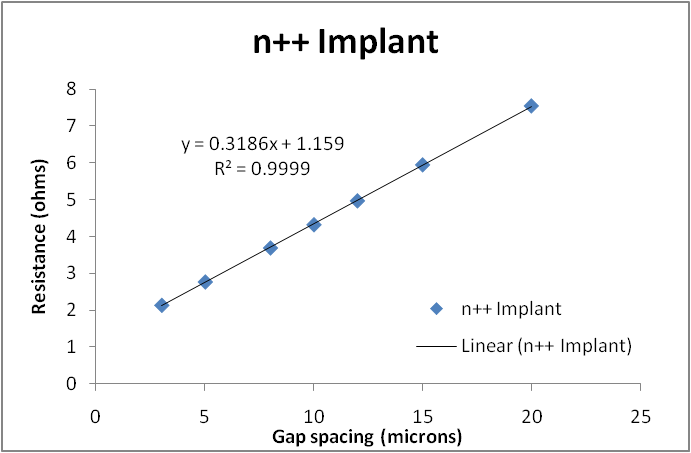 n++ Implant
y = 0.3186x + 1.159
R² = 0.9999
Resistance (ohms)
8
7
6
5
4
3
2
1
0
n++ Implant
Linear (n++ Implant)
0 5 10 15 20 25
Gap spacing (microns)